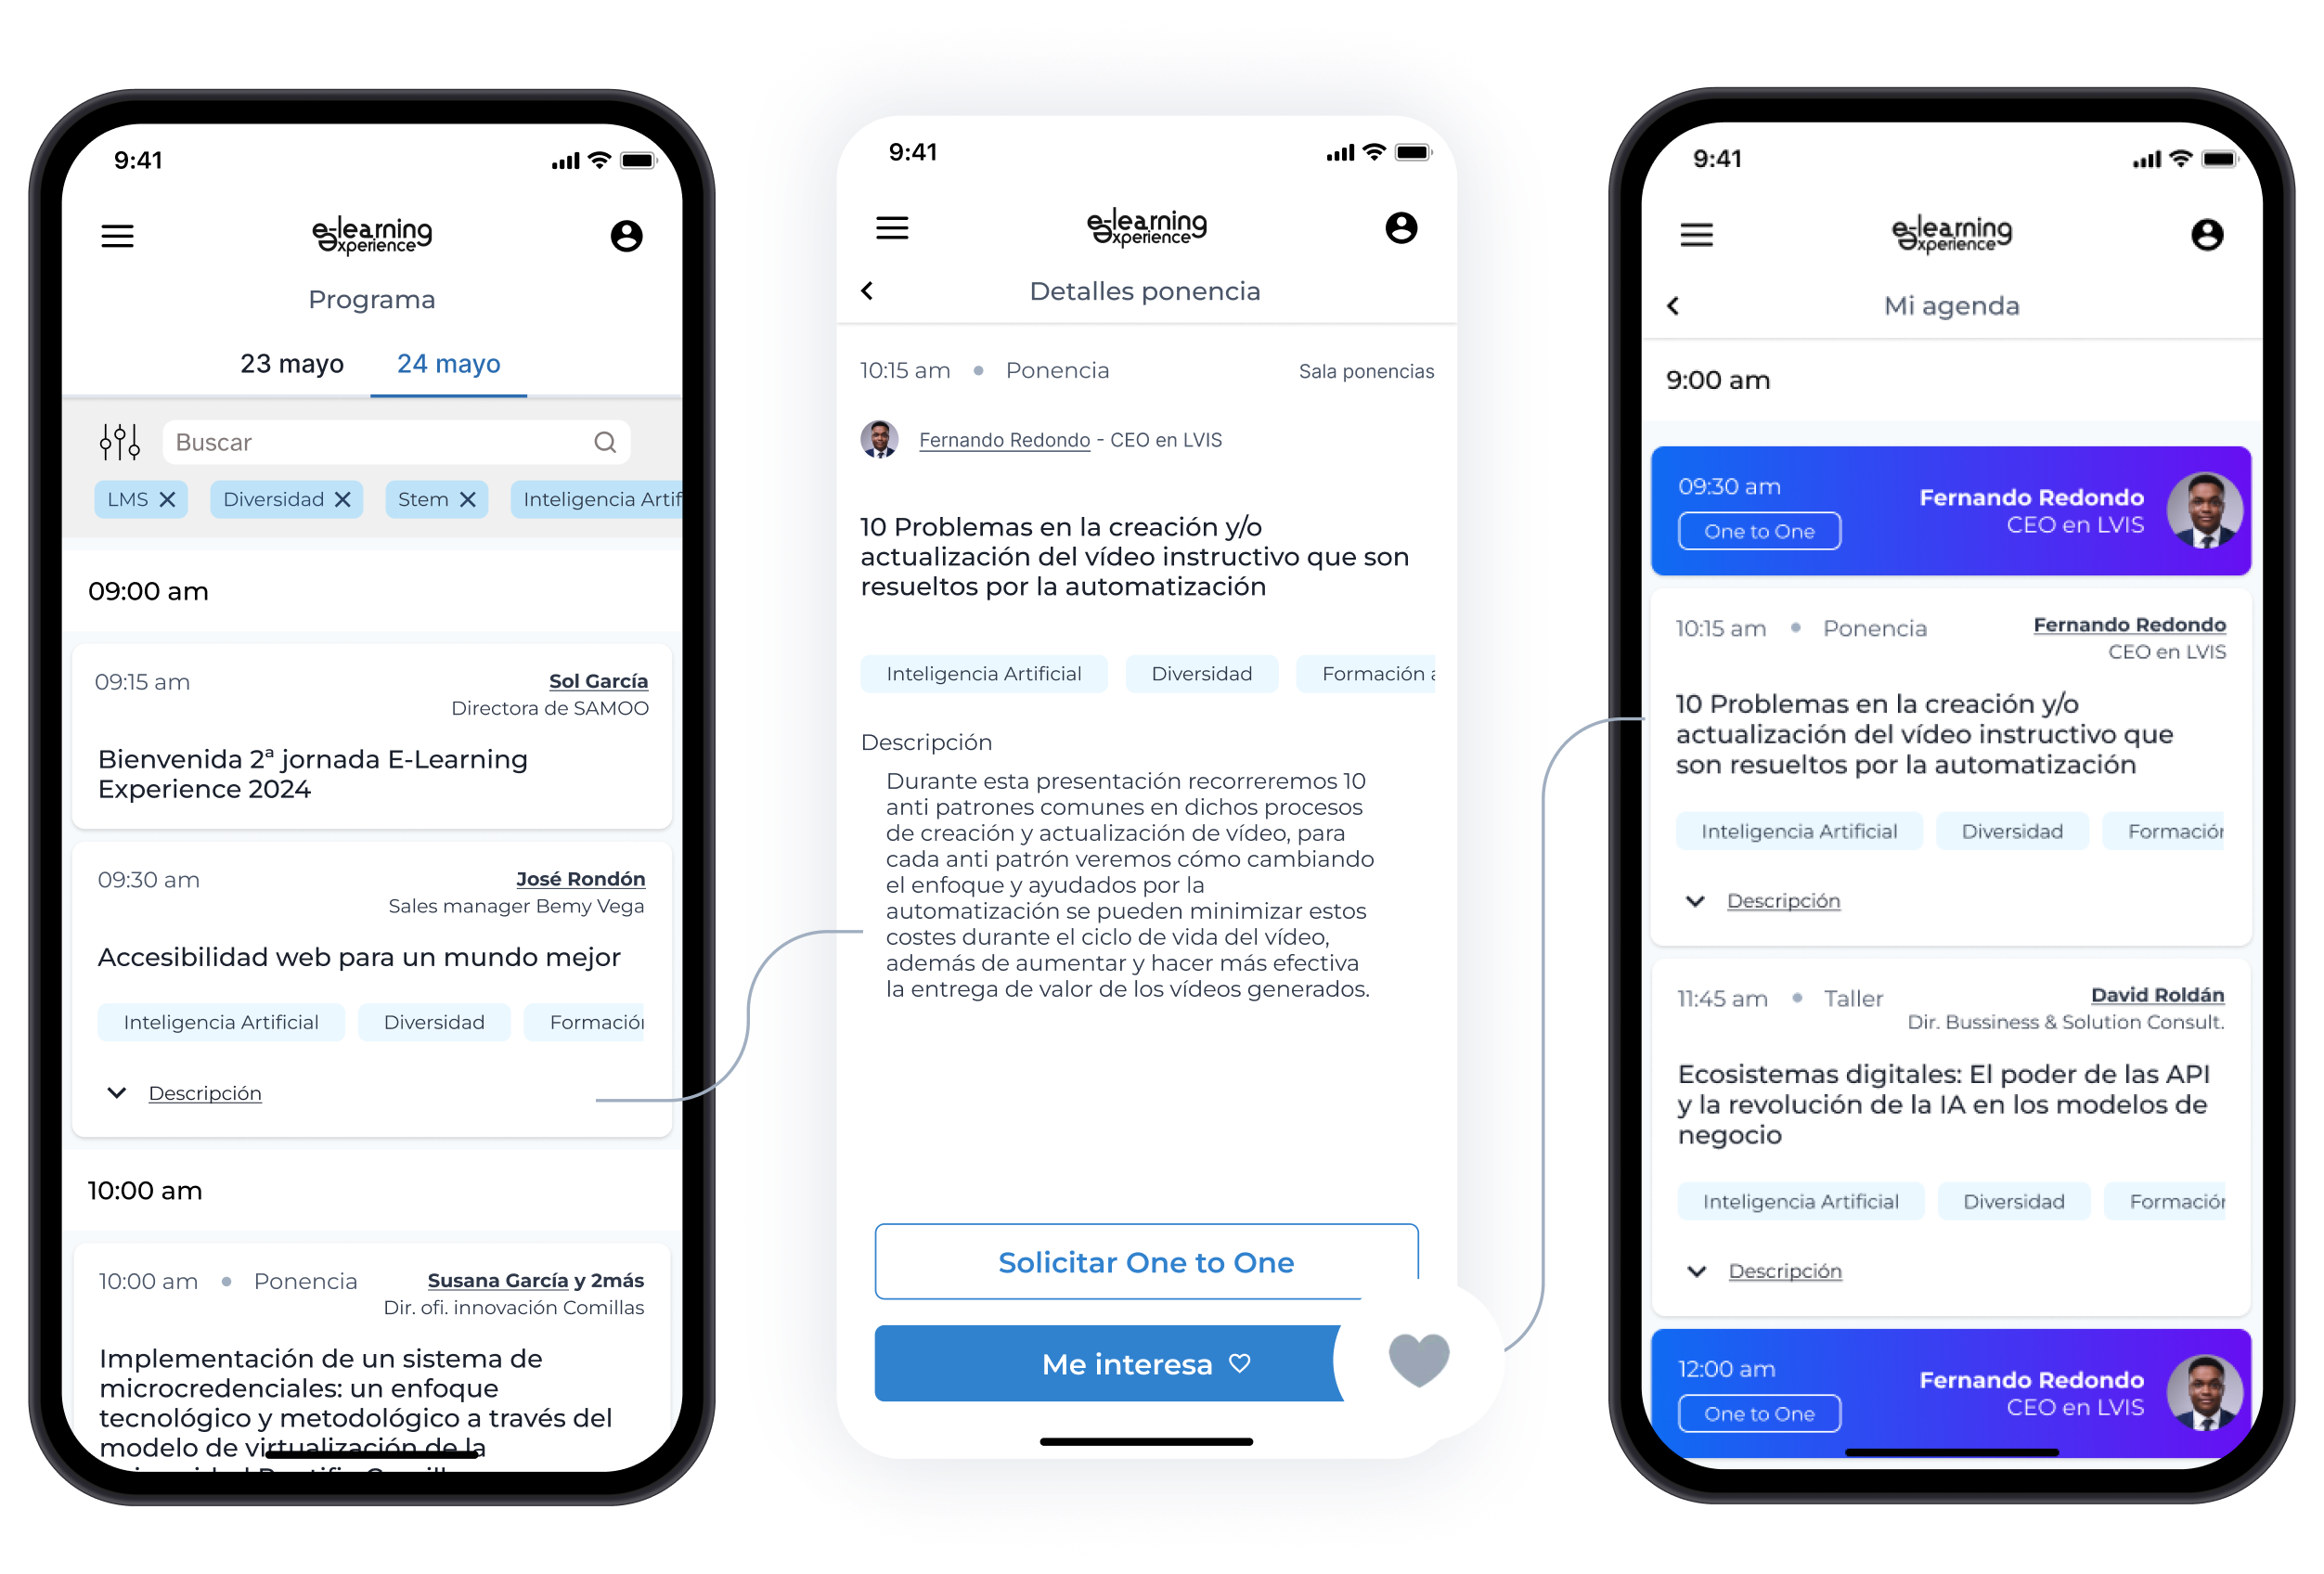 9:41
e-learning
experience
Programa
23 mayo 24 mayo
Buscar
LMS Diversidad Stem Inteligencia Artif
09:00 am
09:15 am Sol García
Directora de SAMOO
Bienvenida 2ª jornada E-Learning
Experience 2024
09:30 am José Rondón
Sales manager Bemy Vega
Accesibilidad web para un mundo mejor
Inteligencia Artificial Diversidad Formación
Descripción
10:00 am
10:00 am Ponencia Susana García y 2más
Dir. ofi. innovación Comillas
Implementación de un sistema de
microcredenciales: un enfoque
tecnológico y metodológico a través del
modelo de virtualización de la
9:41
e-learning
experience
Detalles ponencia
10:15 am Ponencia Sala ponencias
Fernando Redondo - CEO en LVIS
10 Problemas en la creación y/o
actualización del vídeo instructivo que son
resueltos por la automatización
Inteligencia Artificial Diversidad Formación
Descripción
Durante esta presentación recorreremos 10
anti patrones comunes en dichos procesos
de creación y actualización de vídeo, para
cada anti patrón veremos cómo cambiando
el enfoque y ayudados por la
automatización se pueden minimizar estos
costes durante el ciclo de vida del vídeo,
además de aumentar y hacer más efectiva
la entrega de valor de los vídeos generados.
Solicitar One to One
Me interesa
9:41
e-learning
experience
Mi agenda
9:00 am
09:30 am Fernando Redondo
One to One CEO en LVIS
10:15 am Ponencia Fernando Redondo
CEO en LVIS
10 Problemas en la creación y/o
actualización del vídeo instructivo que
son resueltos por la automatización
Inteligencia Artificial Diversidad Formación
Descripción
11:45 am Taller David Roldán
Dir. Bussiness & Solution Consult.
Ecosistemas digitales: El poder de las API
y la revolución de la IA en los modelos de
negocio
Inteligencia Artificial Diversidad Formación
Descripción
12:00 am Fernando Redondo
One to One CEO en LVIS